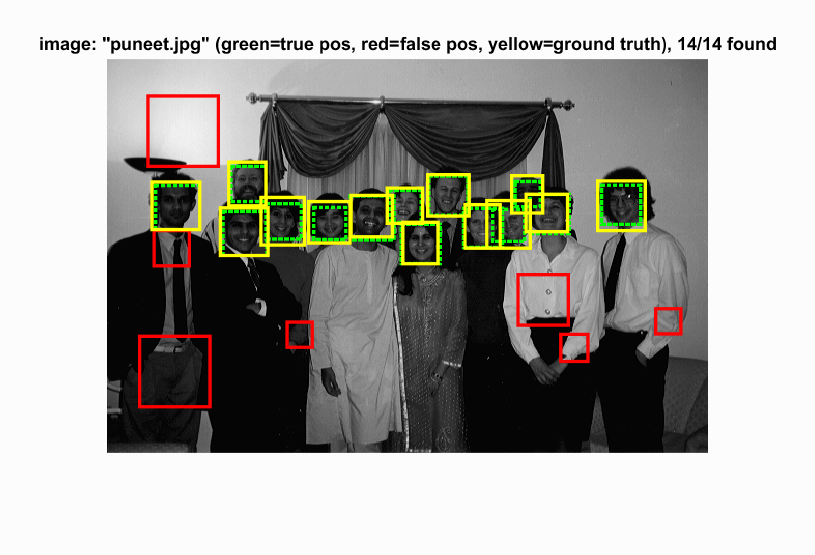 image: "puneet.jpg" (green=true pos, red=false pos, yellow=ground truth), 14/14 found